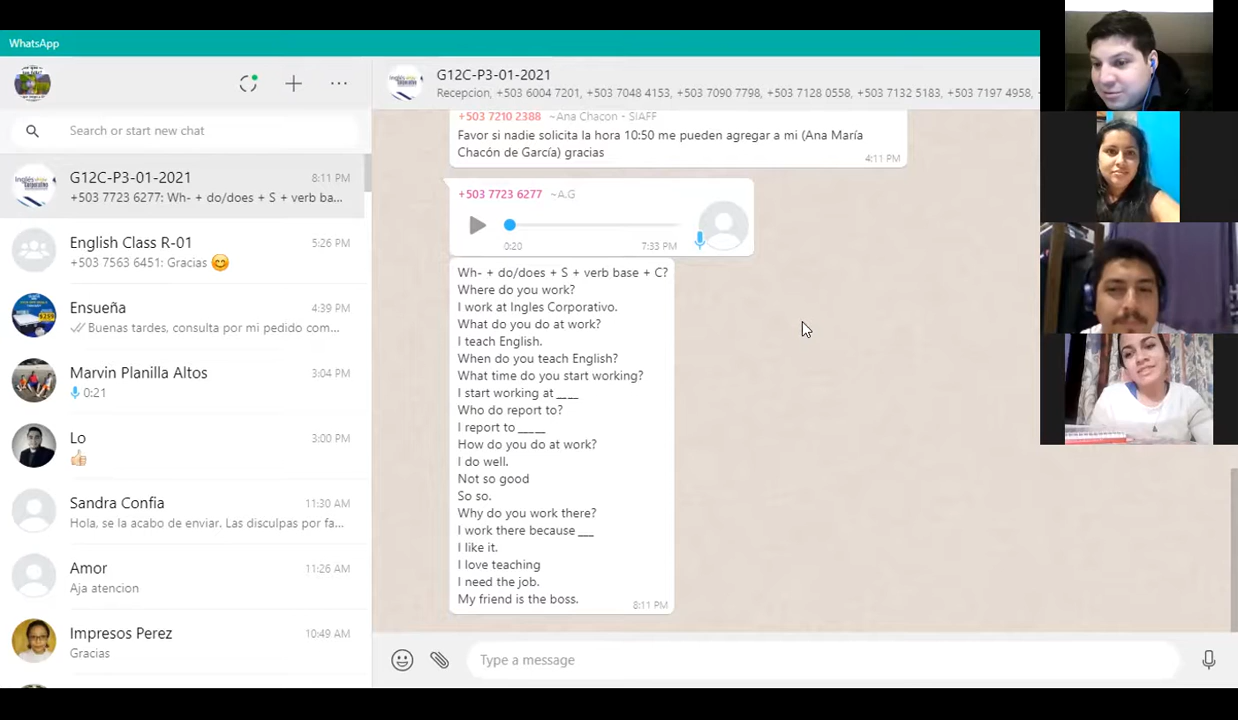 WhatsApp
Search or start new chat
G12C-P3-01-2021
8:11 PM
+503 7723 6277: Wh- + do/does + S + verb ba...
English Class R-01
5:26 PM
+503 7563 6451: Gracias 😊
Ensueña
4:39 PM
Buenas tardes, consulta por mi pedido com...
Marvin Planilla Altos
3:04 PM
0:21
Lo
3:00 PM
👍🏻
Sandra Confia
11:30 AM
Hola, se la acabo de enviar. Las disculpas por fa...
Amor
11:26 AM
Aja atencion
Impresos Perez
10:49 AM
Gracias
G12C-P3-01-2021
Recepcion, +503 6004 7201, +503 7048 4153, +503 7090 7798, +503 7128 0558, +503 7132 5183, +503 7197 4958,
+503 7210 2388 ~Ana Chacon - SIAFF
Favor si nadie solicita la hora 10:50 me pueden agregar a mi (Ana María
Chacón de García) gracias
4:11 PM
+503 7723 6277 ~A.G
0:20
7:33 PM
Wh- + do/does + S + verb base + C?
Where do you work?
I work at Ingles Corporativo.
What do you do at work?
I teach English.
When do you teach English?
What time do you start working?
I start working at ____
Who do report to?
I report to _____
How do you do at work?
I do well.
Not so good
So so.
Why do you work there?
I work there because ___
I like it.
I love teaching
I need the job.
My friend is the boss.
8:11 PM
Type a message